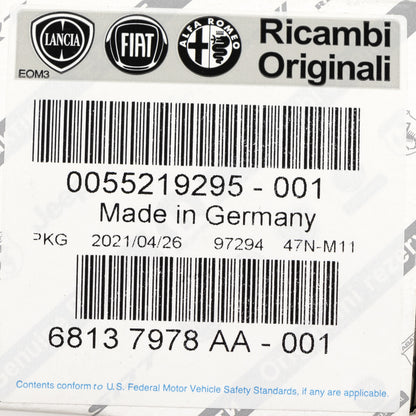 LANCIA FIAT ALFA ROMEO Ricambi
Originali
EOM3
0055219295 - 001
Made in Germany
PKG 2021/04/26 97294 47N-M11
6813 7978 AA - 001
Contents conform to U.S. Federal Motor Vehicle Safety Standards, if any are applicable.